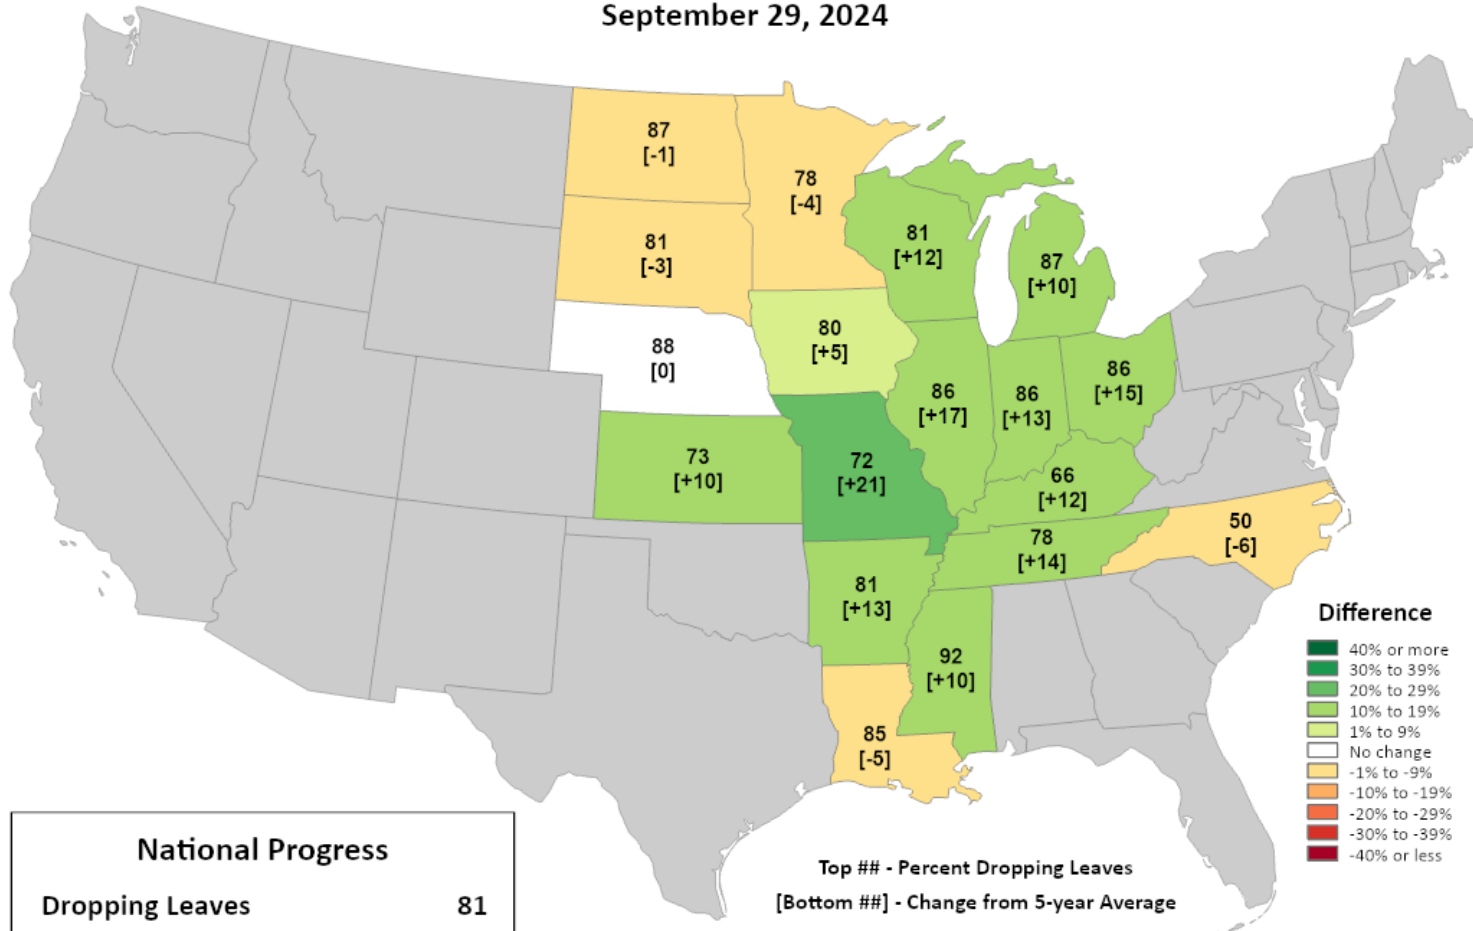 September 29, 2024
87
[-1]
78
[-4]
81
[-3]
81
[+12]
87
[+10]
88
[0]
80
[+5]
86
[+17]
86
[+13]
86
[+15]
73
[+10]
72
[+21]
66
[+12]
78
[+14]
50
[-6]
81
[+13]
92
[+10]
85
[-5]
Difference
40% or more
30% to 39%
20% to 29%
10% to 19%
1% to 9%
No change
-1% to -9%
-10% to -19%
-20% to -29%
-30% to -39%
-40% or less
National Progress
Dropping Leaves 81
Top ## - Percent Dropping Leaves
[Bottom ##] - Change from 5-year Average